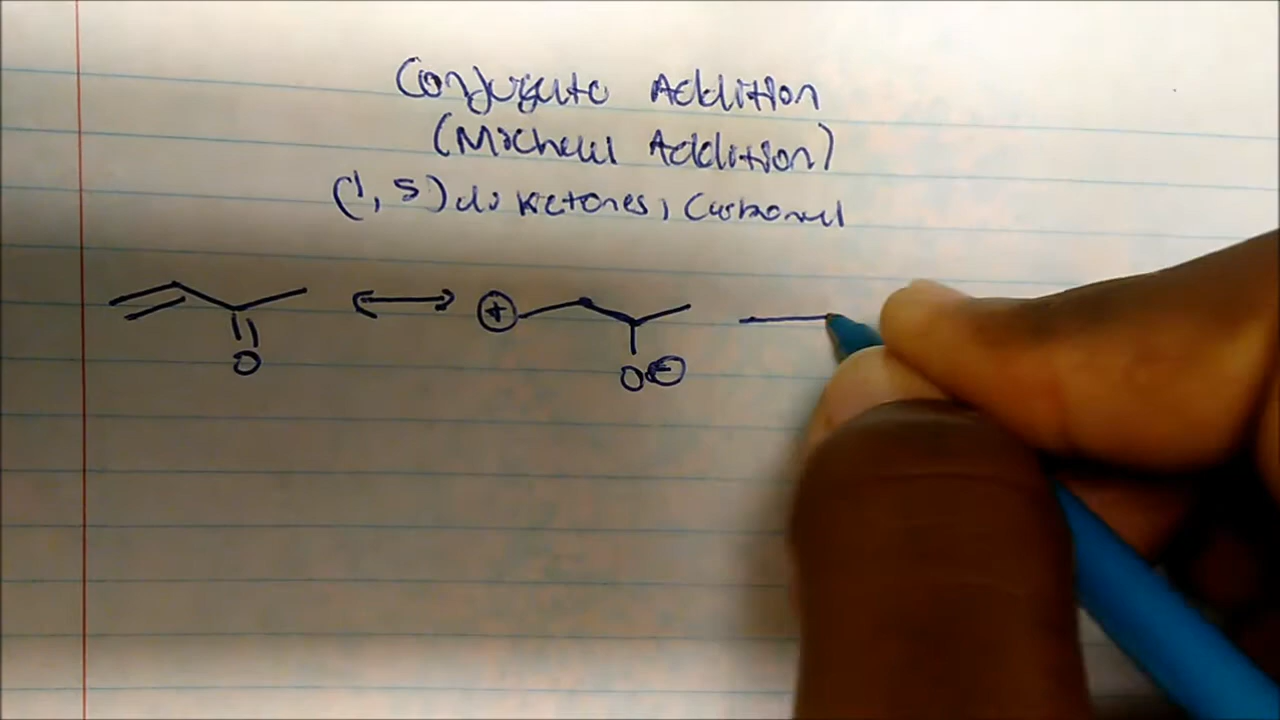 Conjugate Addition
(Michael Addition)
(1, 5) di ketones, Carbonyl
O
+
O-